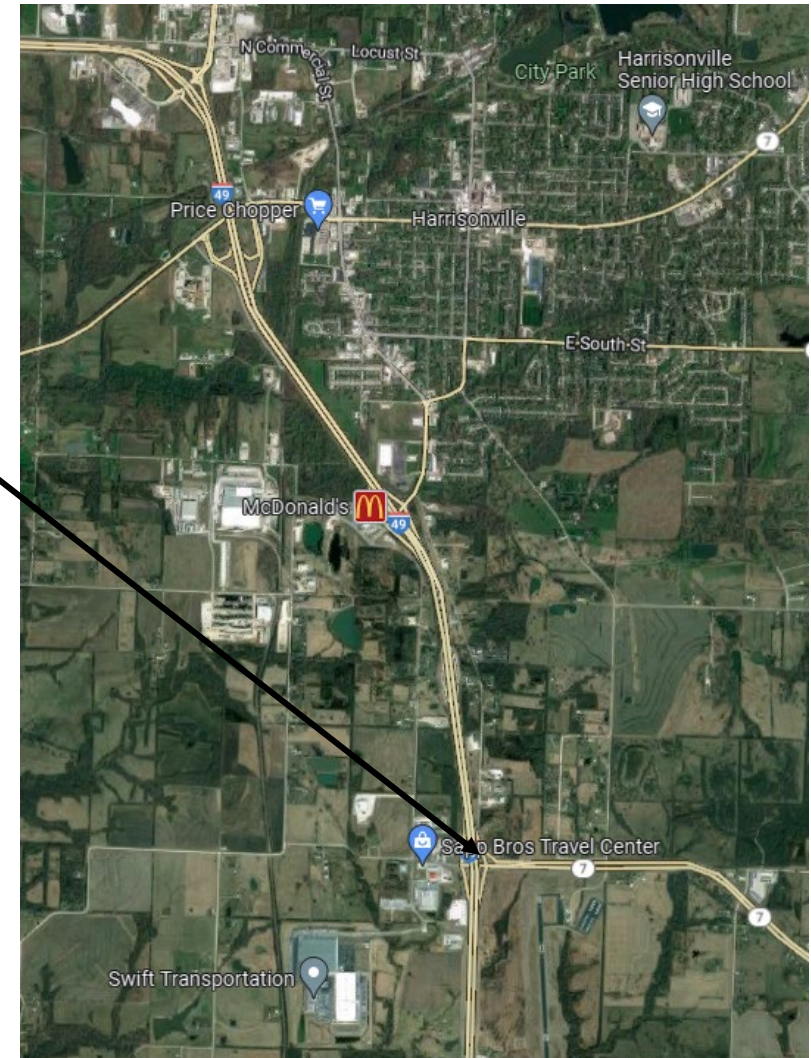 N Commercial St
Locust St
City Park
Harrisonville
Senior High School
7
49
Price Chopper
Harrisonville
E South St
McDonald's
49
Sapp Bros Travel Center
7
7
Swift Transportation